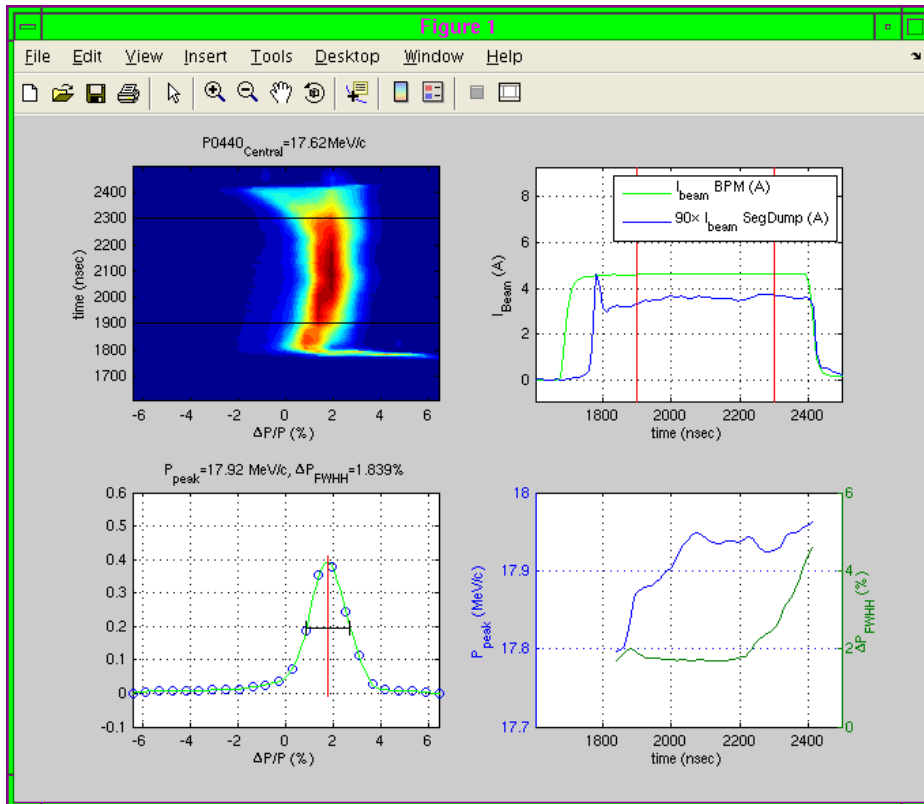 Figure 1
File Edit View Insert Tools Desktop Window Help
P0440Central=17.62MeV/c
2400
2300
2200
2100
2000
1900
1800
1700
time (nsec)
-6 -4 -2 0 2 4 6
ΔP/P (%)
Ibeam BPM (A)
90× Ibeam SegDump (A)
8
6
4
2
0
IBeam (A)
1800 2000 2200 2400
time (nsec)
Ppeak=17.92 MeV/c, ΔPFWHH=1.839%
0.6
0.5
0.4
0.3
0.2
0.1
0
-0.1
-6 -4 -2 0 2 4 6
ΔP/P (%)
18
17.9
17.8
17.7
Ppeak (MeV/c)
6
4
2
0
ΔPFWHH (%)
1800 2000 2200 2400
time (nsec)